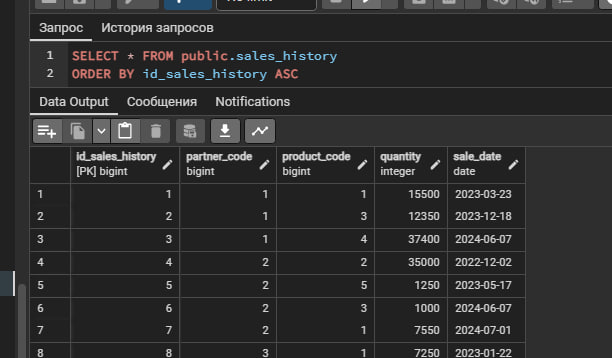 No limit
Запрос История запросов
1 SELECT * FROM public.sales_history
2 ORDER BY id_sales_history ASC
Data Output Сообщения Notifications
id_sales_history partner_code product_code quantity sale_date
[PK] bigint bigint bigint integer date
1 1 1 1 15500 2023-03-23
2 2 1 3 12350 2023-12-18
3 3 1 4 37400 2024-06-07
4 4 2 2 35000 2022-12-02
5 5 2 5 1250 2023-05-17
6 6 2 3 1000 2024-06-07
7 7 2 1 7550 2024-07-01
8 8 3 1 7250 2023-01-22